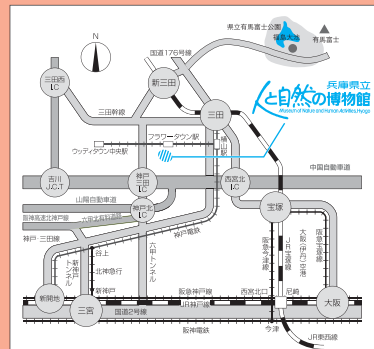 県立有馬富士公園
福島大池
有馬富士
N
国道176号線
三田西
I.C
新三田
兵庫県立
人と自然の博物館
Museum of Nature and Human Activities, Hyogo
三田幹線
三田
フラワータウン駅
ウッディタウン中央駅
横山駅
吉川
J.C.T
神戸
三田
I.C
西宮北
I.C
中国自動車道
山陽自動車道
神戸北
I.C
宝塚
阪神高速北神戸線
六甲北有料道路
神戸・三田線
神戸電鉄
谷上
北神急行
新神戸
トンネル
六甲トンネル
阪急今津線
JR宝塚線
大阪(伊丹)空港
阪急宝塚線
新神戸
新開地
三宮
阪急神戸線
西宮北口
尼崎
大阪
JR神戸線
国道2号線
阪神電鉄
今津
JR東西線